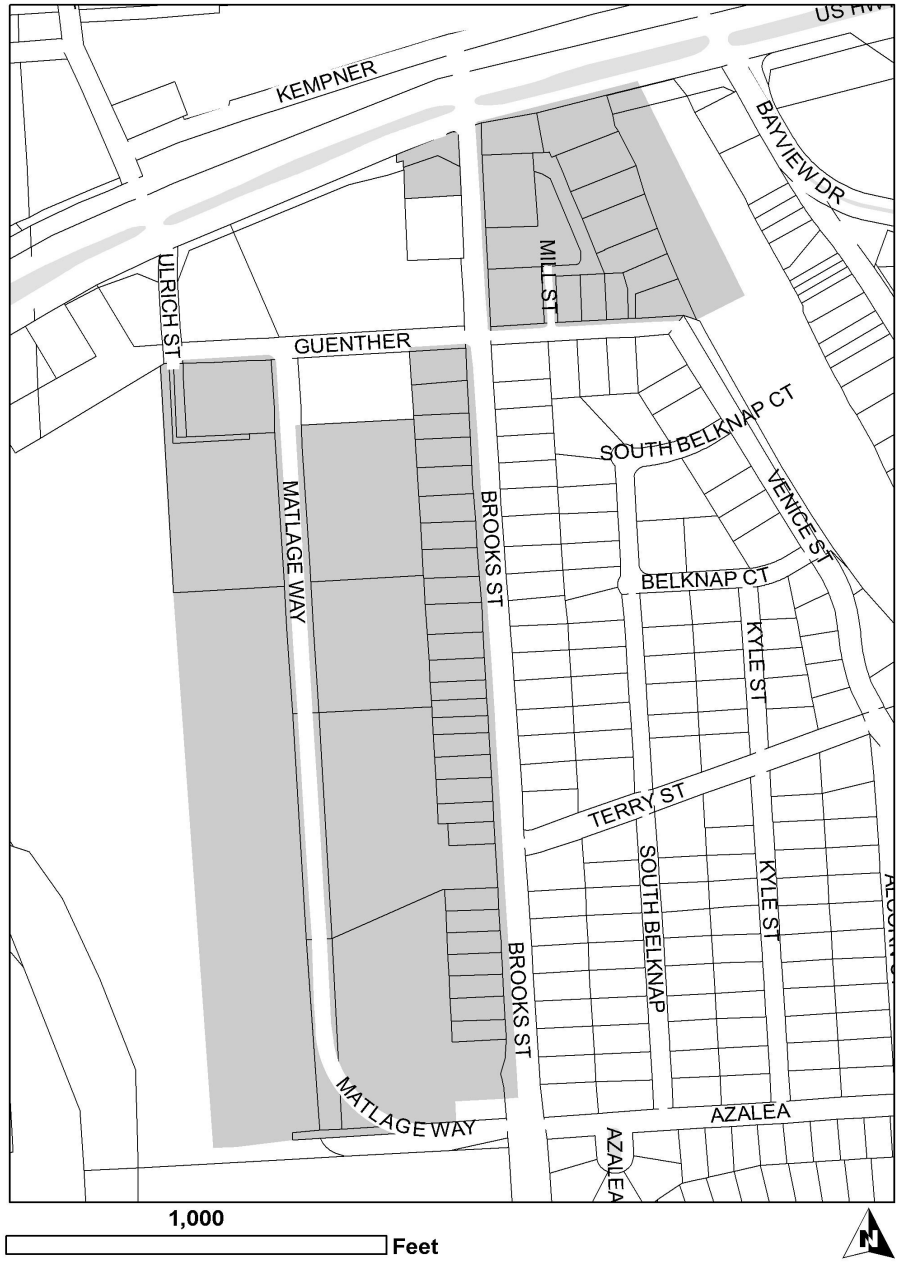 US HW
KEMPNER
BAYVIEW DR
MILL ST
ULRICH ST
GUENTHER
SOUTH BELKNAP CT
VENICE ST
MATLAGE WAY
BROOKS ST
BELKNAP CT
KYLE ST
TERRY ST
SOUTH BELKNAP
KYLE ST
BROOKS ST
MATLAGE WAY
AZALEA
AZALEA
1,000
Feet
N